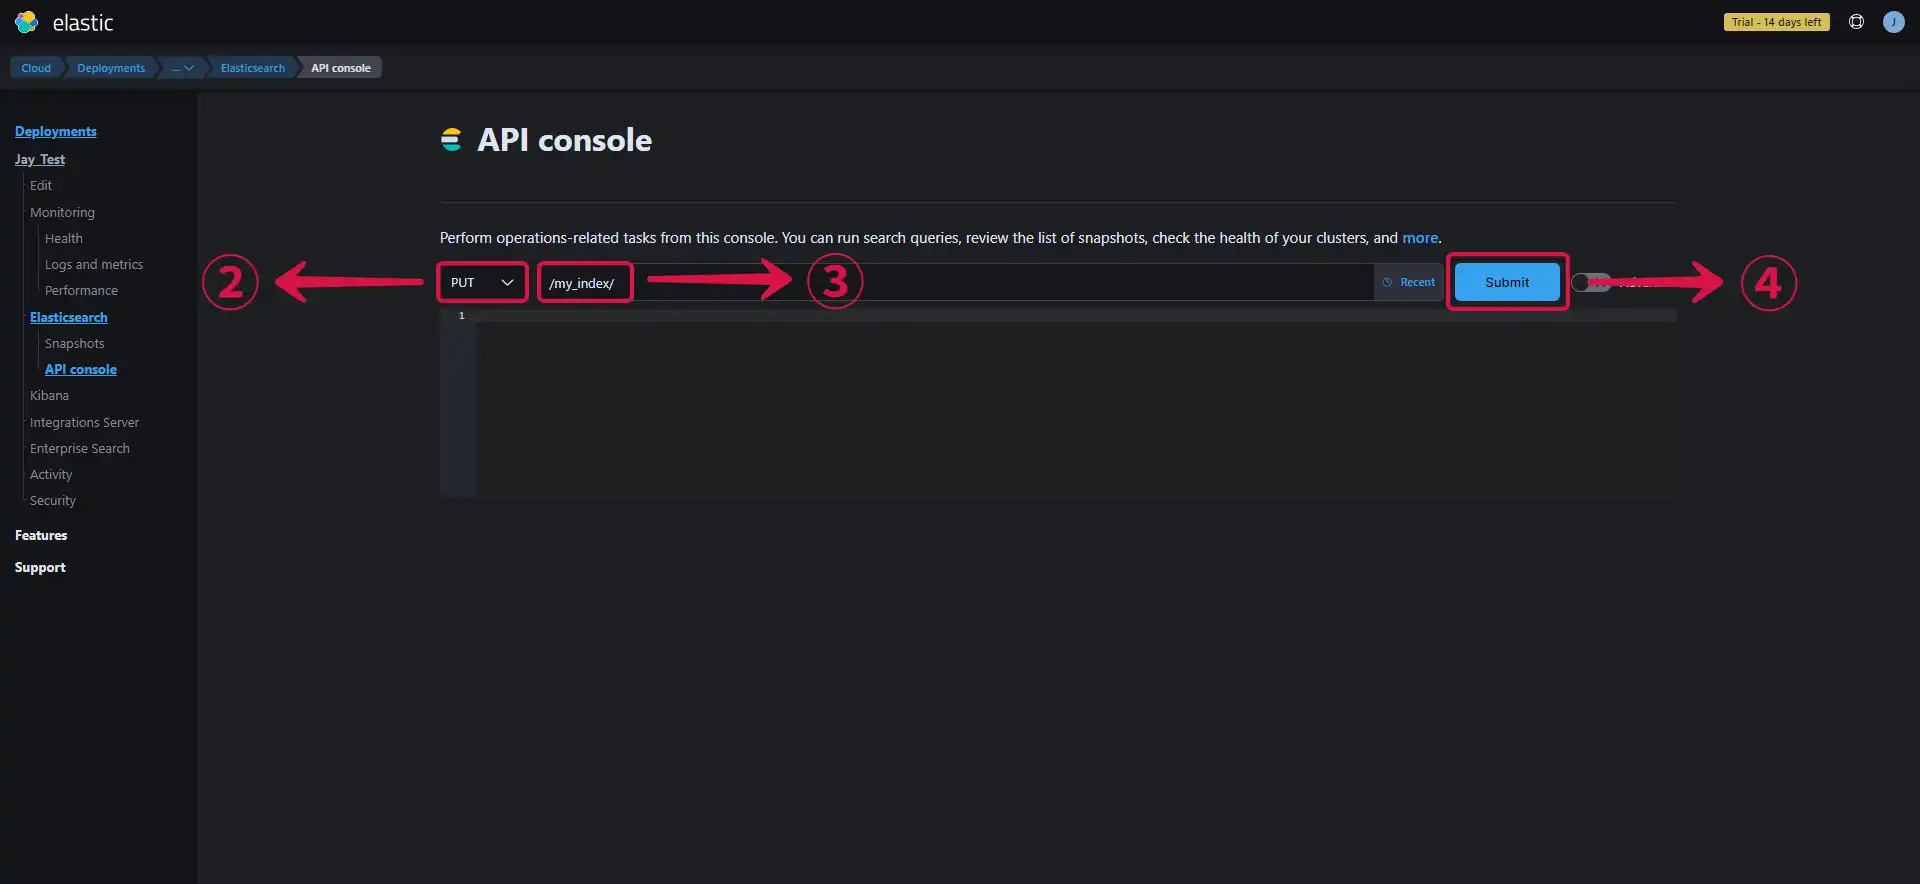 elastic
Trial - 14 days left
J
Cloud
Deployments
...
Elasticsearch
API console
Deployments
Jay Test
Edit
Monitoring
Health
Logs and metrics
Performance
Elasticsearch
Snapshots
API console
Kibana
Integrations Server
Enterprise Search
Activity
Security
Features
Support
API console
Perform operations-related tasks from this console. You can run search queries, review the list of snapshots, check the health of your clusters, and more.
2
PUT
/my_index/
3
Recent
Submit
4
1